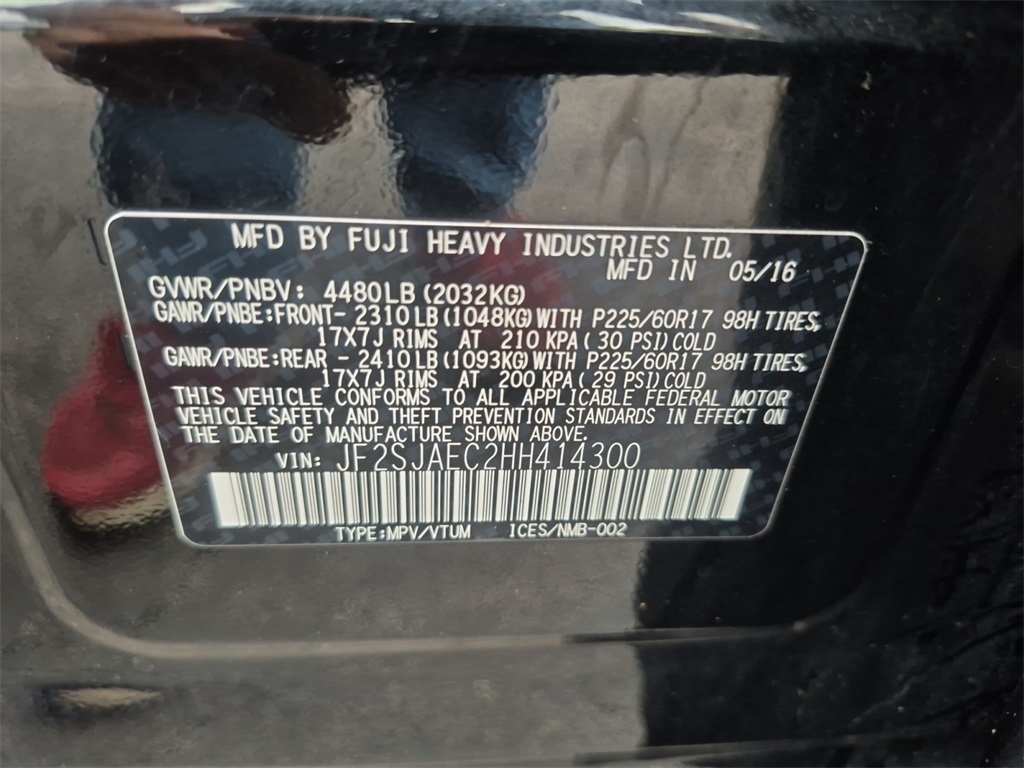 MFD BY FUJI HEAVY INDUSTRIES LTD.
MFD IN 05/16
GVWR/PNBV: 4480LB (2032KG)
GAWR/PNBE:FRONT- 2310LB (1048KG) WITH P225/60R17 98H TIRES,
17X7J RIMS AT 210 KPA ( 30 PSI) COLD
GAWR/PNBE:REAR - 2410LB (1093KG) WITH P225/60R17 98H TIRES,
17X7J RIMS AT 200 KPA ( 29 PSI) COLD
THIS VEHICLE CONFORMS TO ALL APPLICABLE FEDERAL MOTOR
VEHICLE SAFETY AND THEFT PREVENTION STANDARDS IN EFFECT ON
THE DATE OF MANUFACTURE SHOWN ABOVE.
VIN: JF2SJAEC2HH414300
TYPE:MPV/VTUM ICES/NMB-002